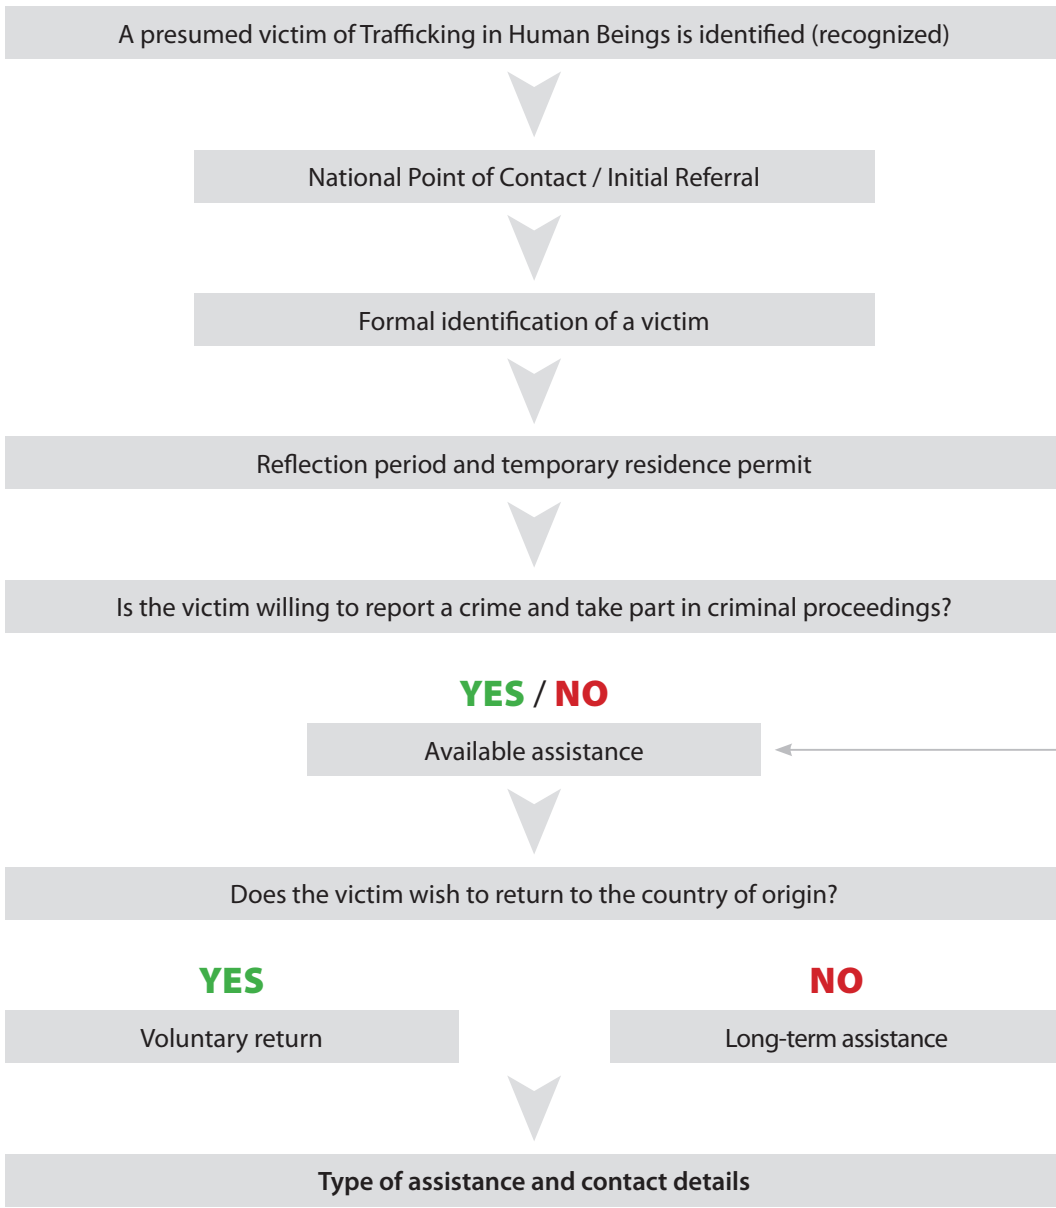 A presumed victim of Trafficking in Human Beings is identified (recognized)
National Point of Contact / Initial Referral
Formal identification of a victim
Reflection period and temporary residence permit
Is the victim willing to report a crime and take part in criminal proceedings?
YES / NO
Available assistance
Does the victim wish to return to the country of origin?
YES
NO
Voluntary return
Long-term assistance
Type of assistance and contact details